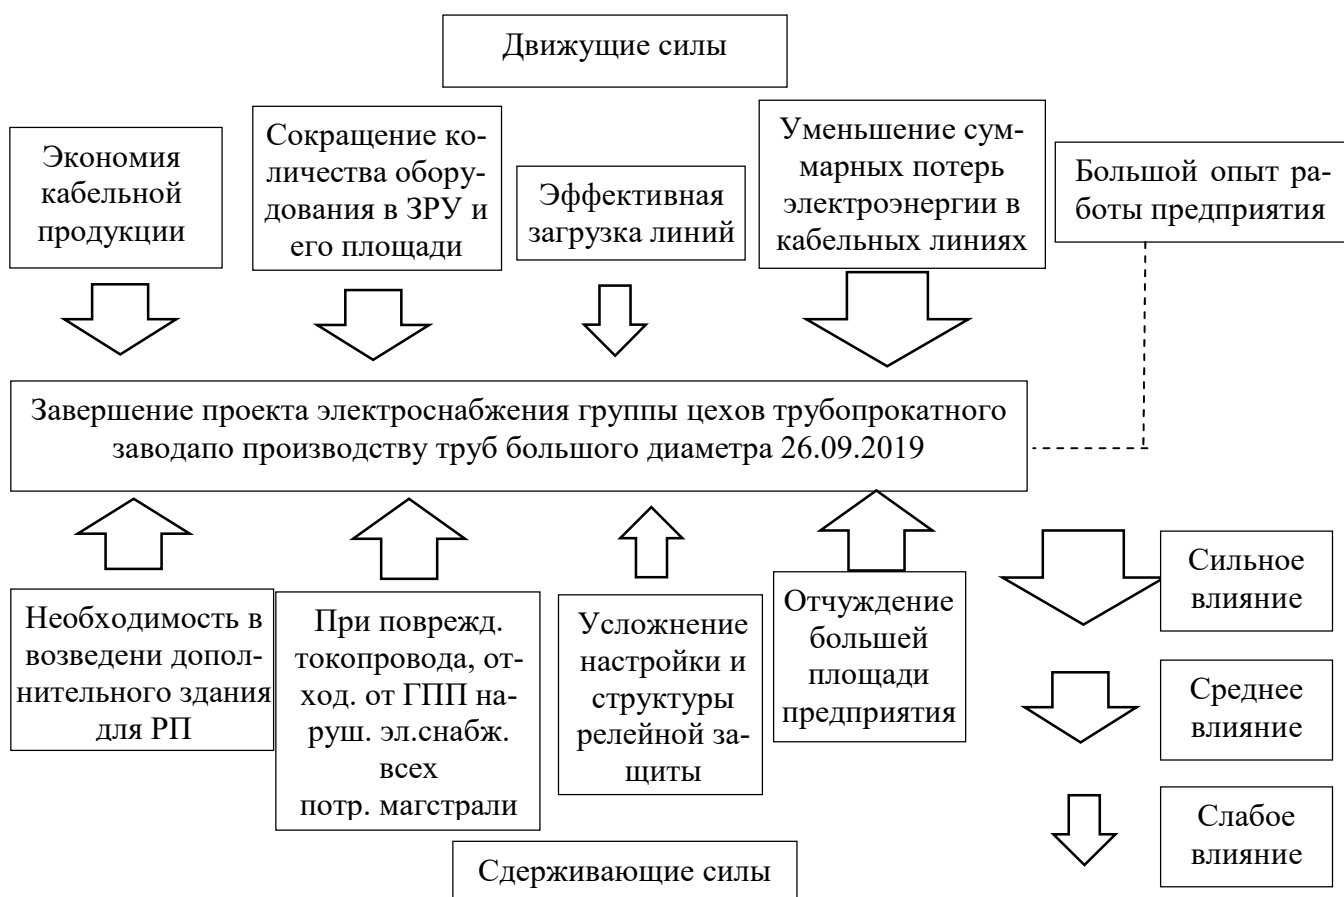 Движущие силы
Экономия
кабельной
продукции
Сокращение ко-
личества обору-
дования в ЗРУ и
его площади
Эффективная
загрузка линий
Уменьшение сум-
марных потерь
электроэнергии в
кабельных линиях
Большой опыт ра-
боты предприятия
Завершение проекта электроснабжения группы цехов трубопрокатного
заводапо производству труб большого диаметра 26.09.2019
Необходимость в
возведени допол-
нительного здания
для РП
При поврежд.
токопровода, от-
ход. от ГПП на-
руш. эл.снабж.
всех
потр. магстрали
Усложнение
настройки и
структуры
релейной за-
щиты
Отчуждение
большей
площади
предприятия
Сильное
влияние
Среднее
влияние
Слабое
влияние
Сдерживающие силы